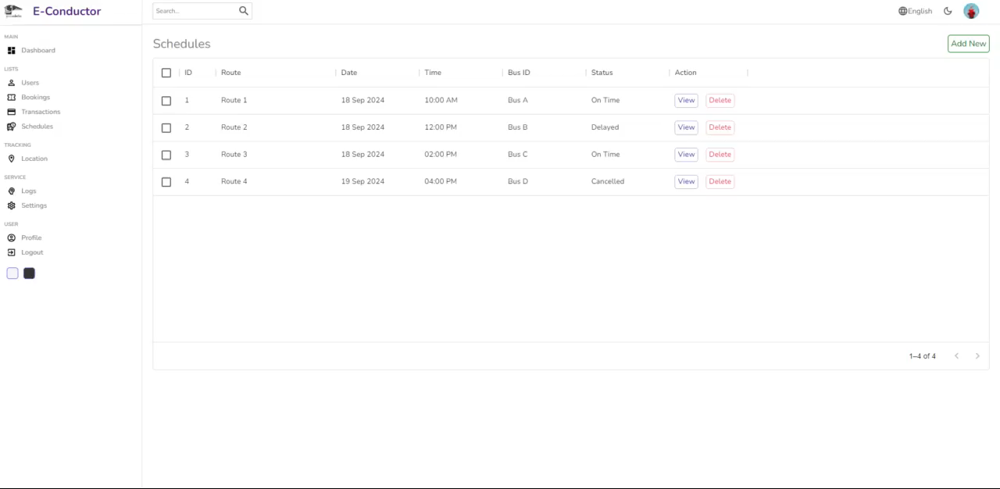 E-Conductor
Search...
English
MAIN
Dashboard
LISTS
Users
Bookings
Transactions
Schedules
TRACKING
Location
SERVICE
Logs
Settings
USER
Profile
Logout
Schedules
Add New
ID Route Date Time Bus ID Status Action
1 Route 1 18 Sep 2024 10:00 AM Bus A On Time View Delete
2 Route 2 18 Sep 2024 12:00 PM Bus B Delayed View Delete
3 Route 3 18 Sep 2024 02:00 PM Bus C On Time View Delete
4 Route 4 19 Sep 2024 04:00 PM Bus D Cancelled View Delete
1–4 of 4